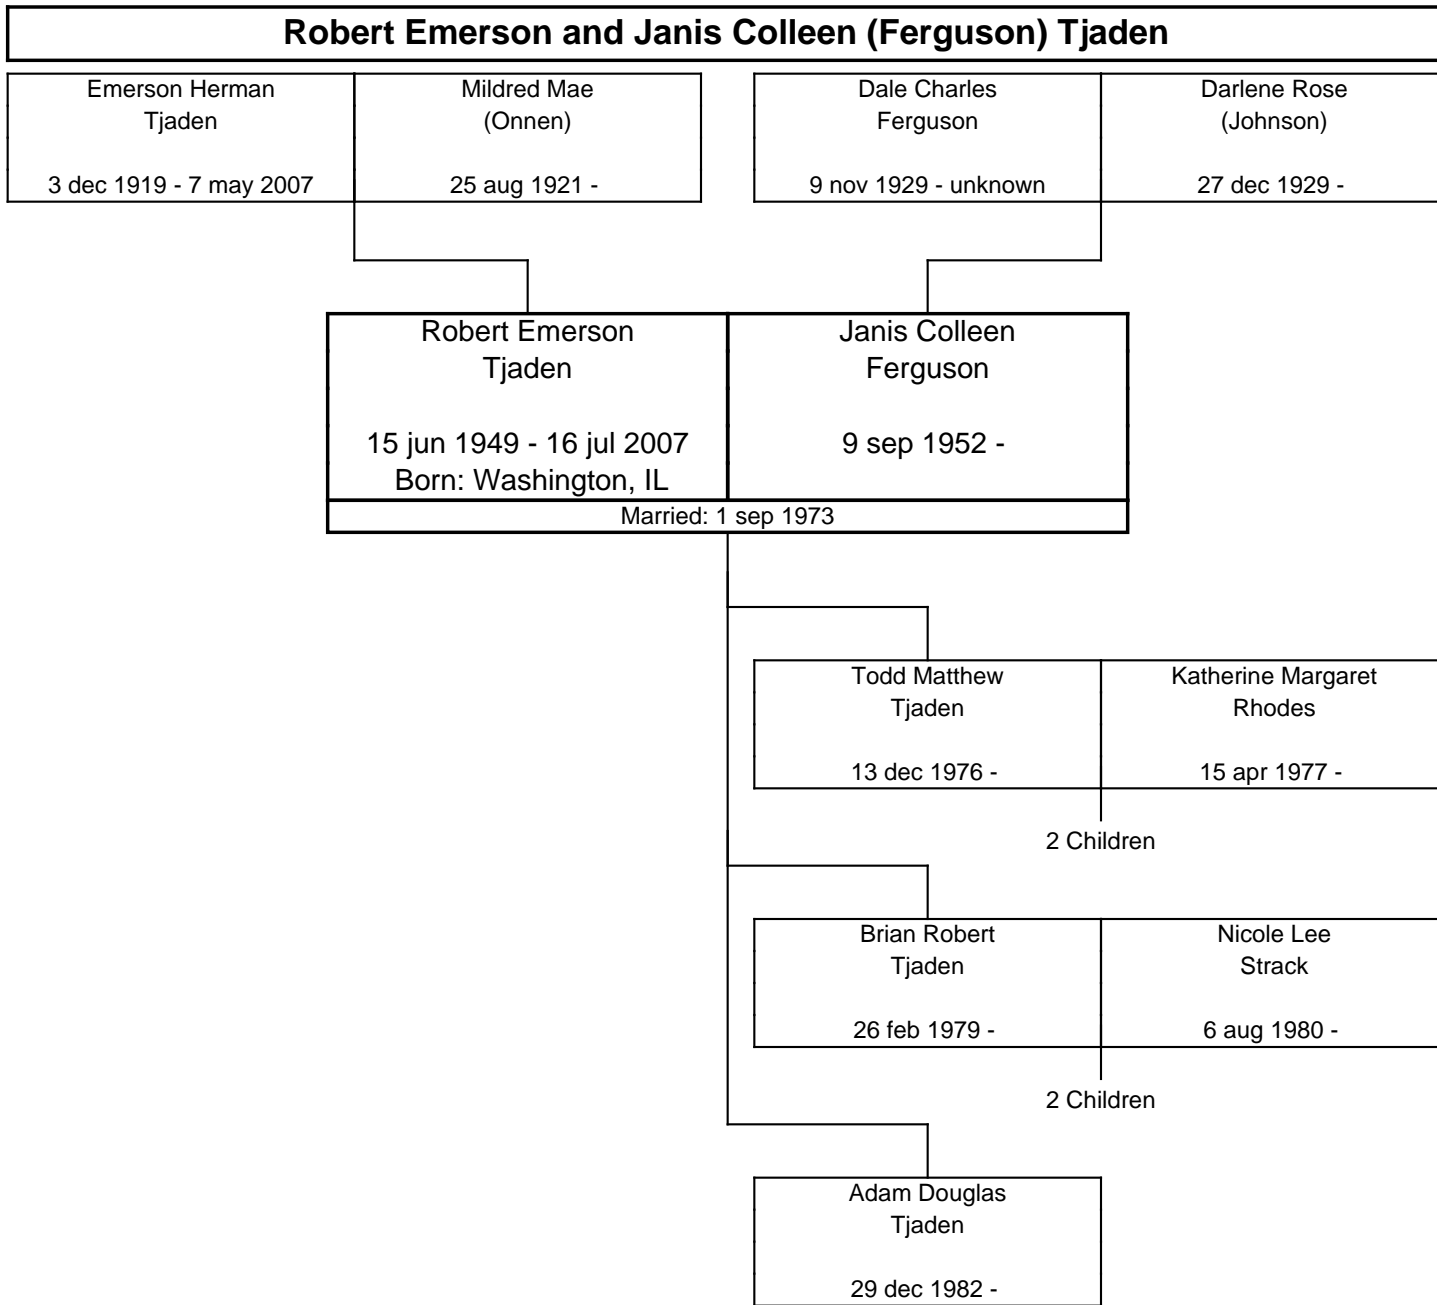 Robert Emerson and Janis Colleen (Ferguson) Tjaden
Emerson Herman
Tjaden
3 dec 1919 - 7 may 2007
Mildred Mae
(Onnen)
25 aug 1921 -
Dale Charles
Ferguson
9 nov 1929 - unknown
Darlene Rose
(Johnson)
27 dec 1929 -
Robert Emerson
Tjaden
15 jun 1949 - 16 jul 2007
Born: Washington, IL
Janis Colleen
Ferguson
9 sep 1952 -
Married: 1 sep 1973
Todd Matthew
Tjaden
13 dec 1976 -
Katherine Margaret
Rhodes
15 apr 1977 -
2 Children
Brian Robert
Tjaden
26 feb 1979 -
Nicole Lee
Strack
6 aug 1980 -
2 Children
Adam Douglas
Tjaden
29 dec 1982 -